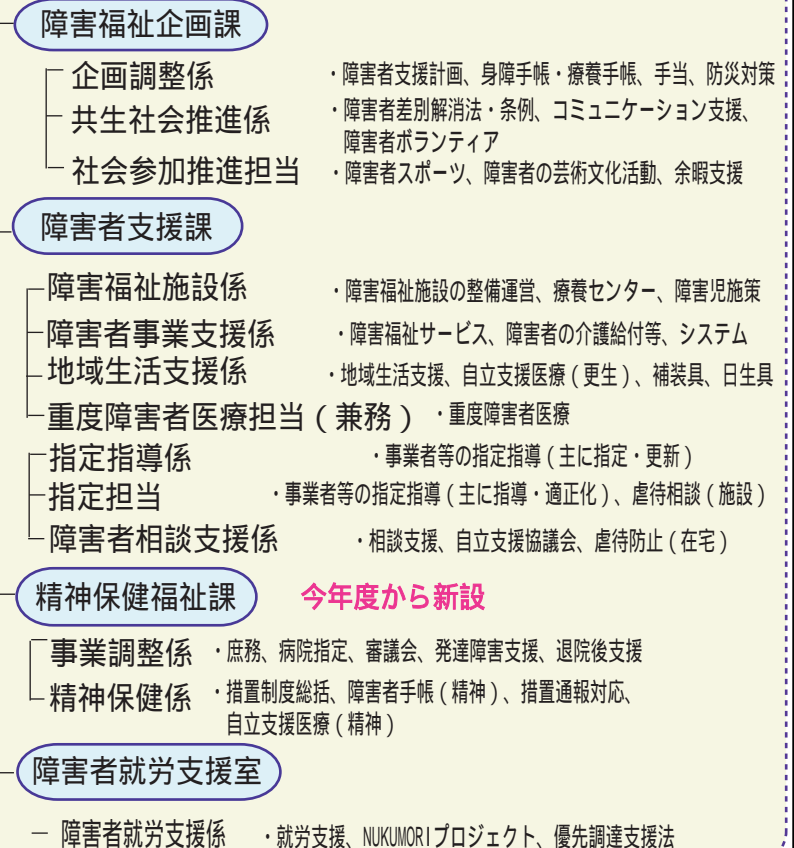 障害福祉企画課
企画調整係 ・障害者支援計画、身障手帳・療養手帳、手当、防災対策
共生社会推進係 ・障害者差別解消法・条例、コミュニケーション支援、
障害者ボランティア
社会参加推進担当 ・障害者スポーツ、障害者の芸術文化活動、余暇支援
障害者支援課
障害福祉施設係 ・障害福祉施設の整備運営、療養センター、障害児施策
障害者事業支援係 ・障害福祉サービス、障害者の介護給付等、システム
地域生活支援係 ・地域生活支援、自立支援医療(更生)、補装具、日生具
重度障害者医療担当(兼務) ・重度障害者医療
指定指導係 ・事業者等の指定指導(主に指定・更新)
指定担当 ・事業者等の指定指導(主に指導・適正化)、虐待相談(施設)
障害者相談支援係 ・相談支援、自立支援協議会、虐待防止(在宅)
精神保健福祉課 今年度から新設
事業調整係 ・庶務、病院指定、審議会、発達障害支援、退院後支援
精神保健係 ・措置制度総括、障害者手帳(精神)、措置通報対応、
自立支援医療(精神)
障害者就労支援室
障害者就労支援係 ・就労支援、NUKUMORIプロジェクト、優先調達支援法